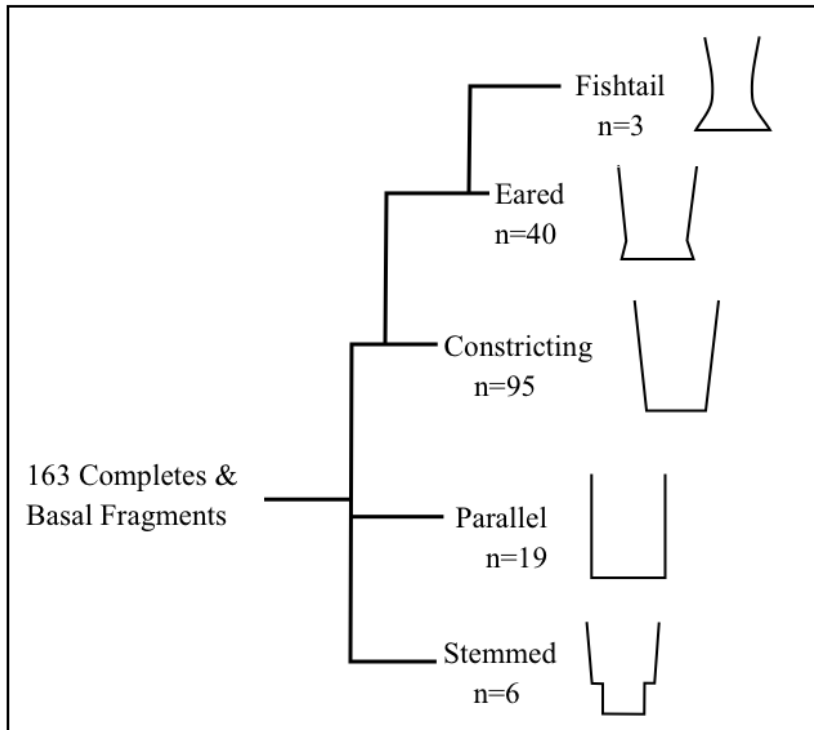 Fishtail
n=3
Eared
n=40
Constricting
n=95
163 Completes &
Basal Fragments
Parallel
n=19
Stemmed
n=6